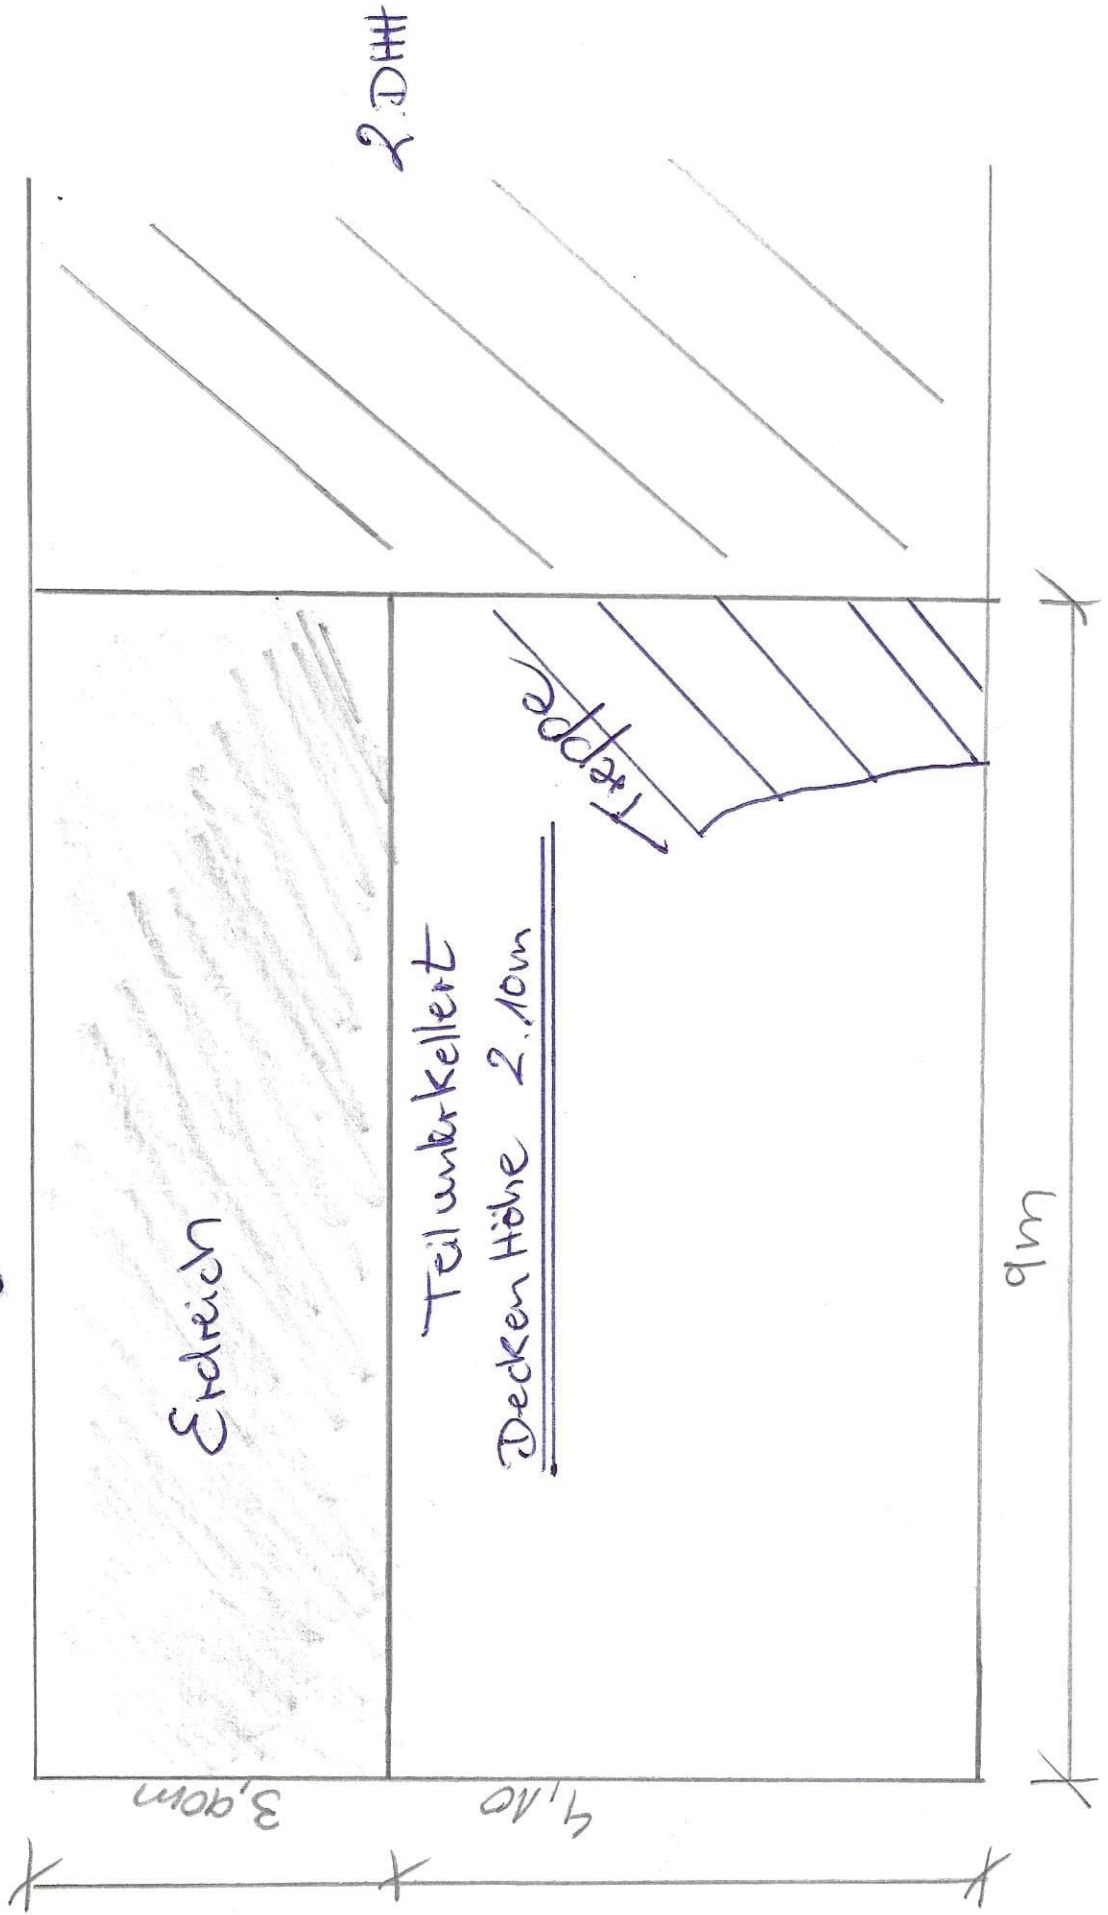 2. DHH
Erdreich
Teilunterkellert
Decken Höhe 2.10m
Treppe
3,90m
4,10
9m